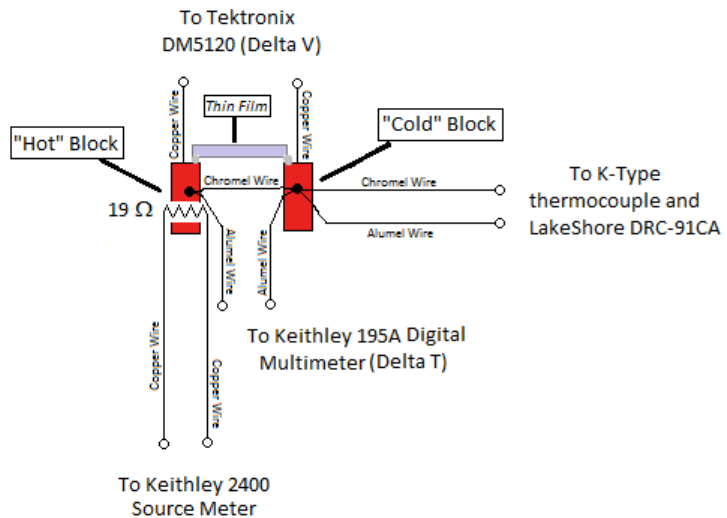 To Tektronix
DM5120 (Delta V)
Copper Wire
Thin Film
Copper Wire
"Hot" Block
"Cold" Block
Chromel Wire
Chromel Wire
To K-Type
thermocouple and
LakeShore DRC-91CA
19 Ω
Alumel Wire
Alumel Wire
Alumel Wire
To Keithley 195A Digital
Multimeter (Delta T)
Copper Wire
Copper Wire
To Keithley 2400
Source Meter